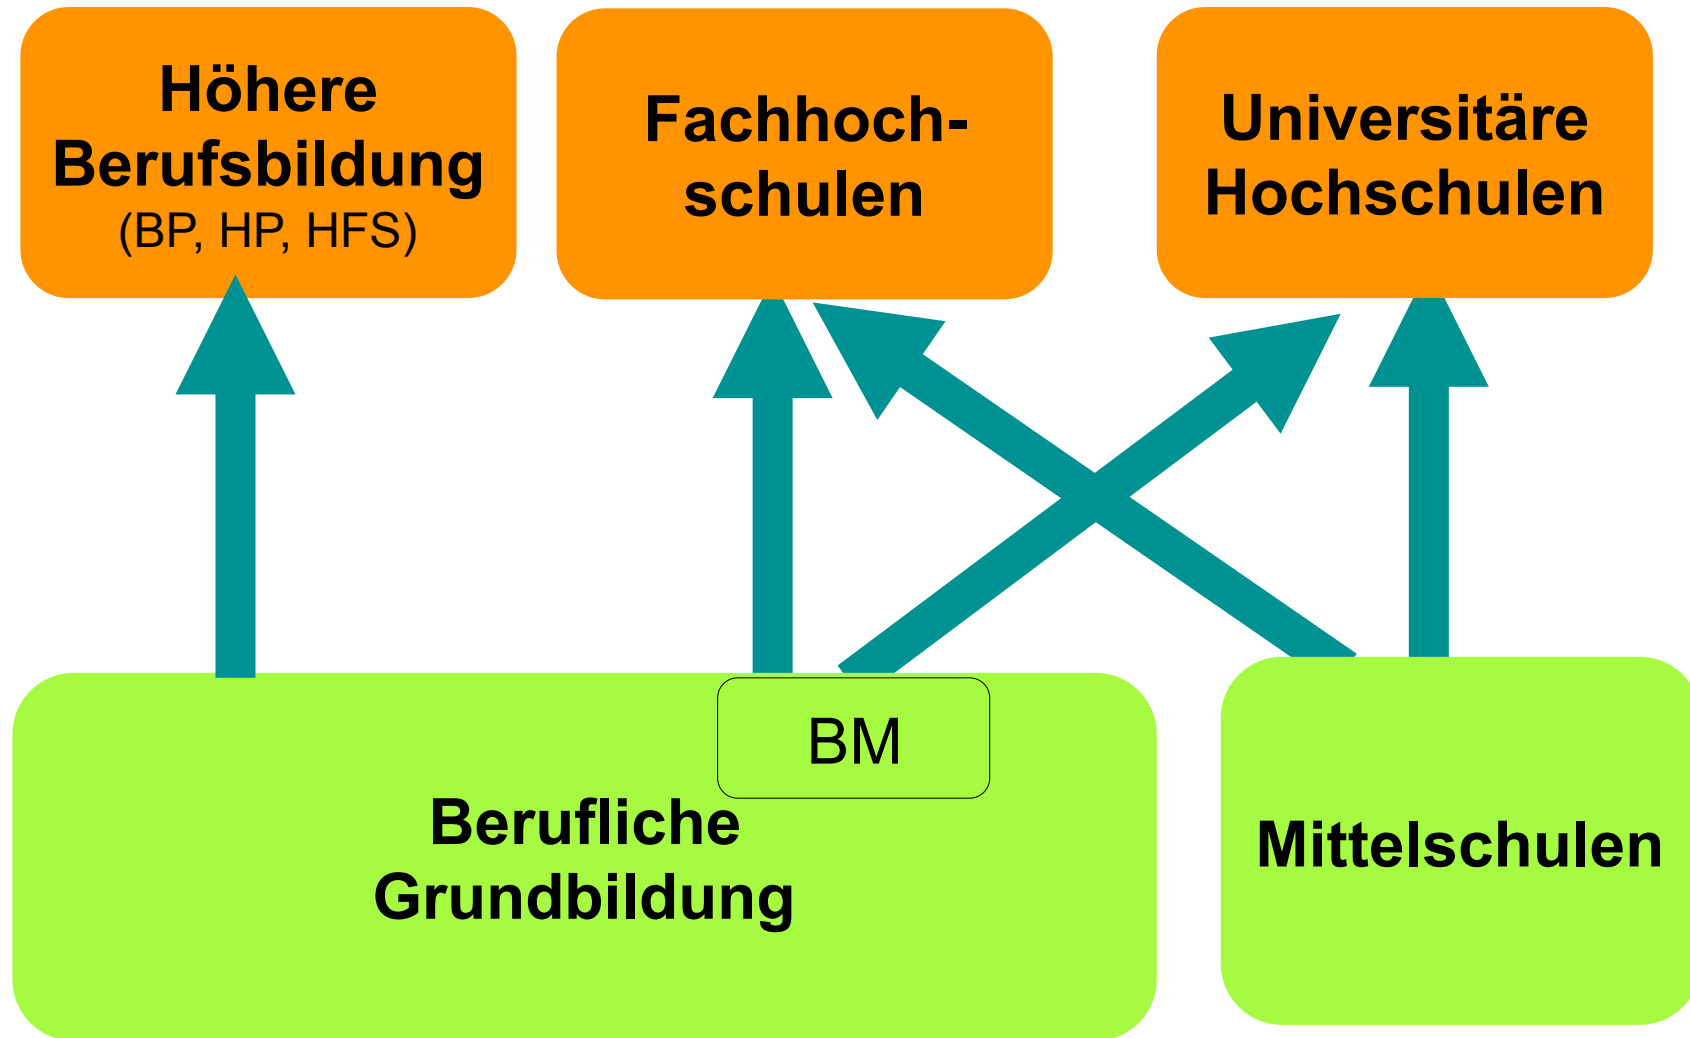 Höhere
Berufsbildung
(BP, HP, HFS)
Fachhoch-
schulen
Universitäre
Hochschulen
BM
Berufliche
Grundbildung
Mittelschulen